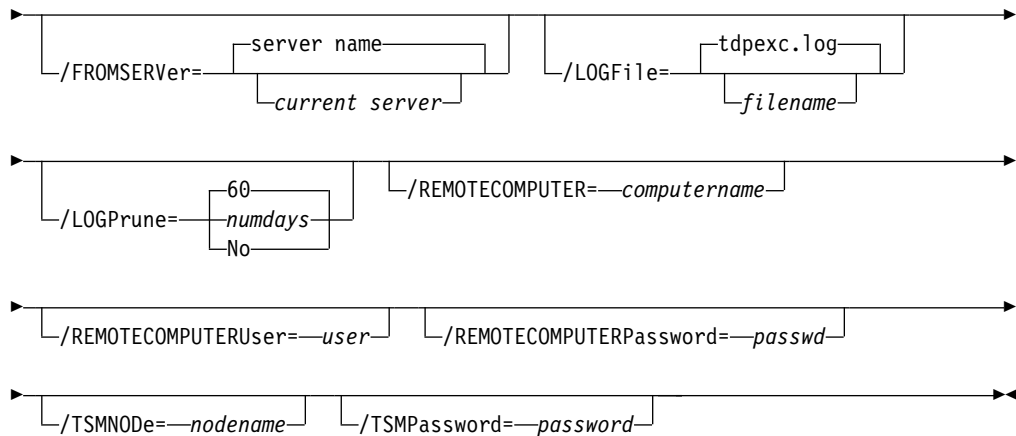 server name
tdpexc.log
/FROMSERVer=
/LOGFile=
current server
filename
60
/REMOTECOMPUTER= computername
/LOGPrune= numdays
No
/REMOTECOMPUTERUser= user
/REMOTECOMPUTERPassword= passwd
/TSMNODe= nodename
/TSMPassword= password